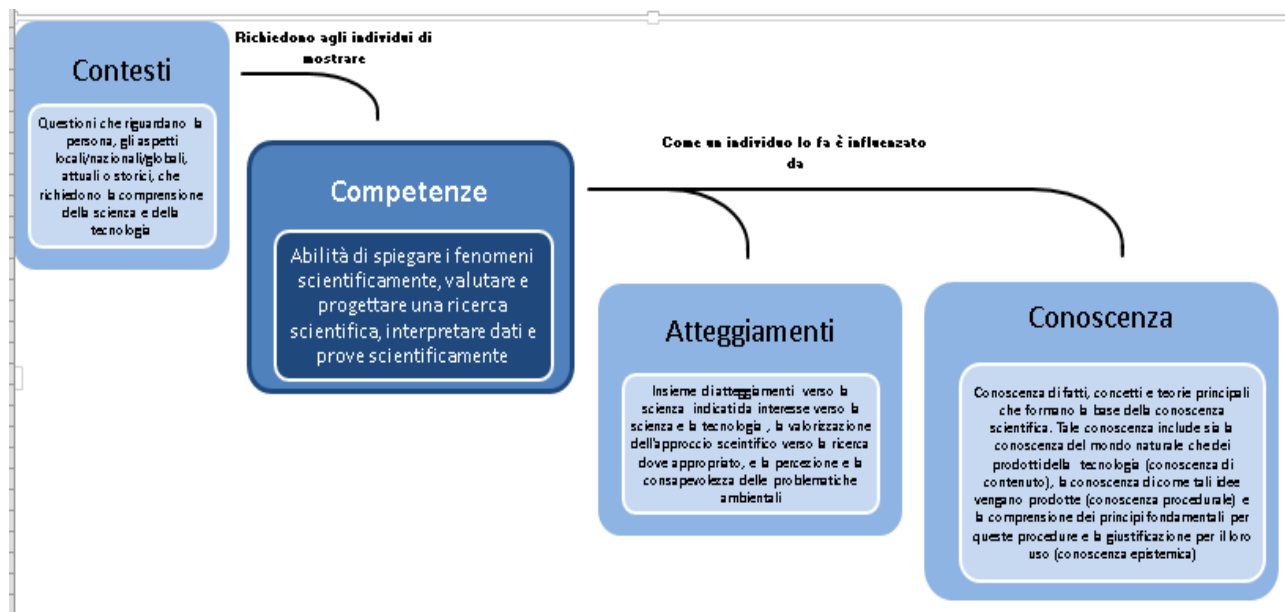 Richiedono agli individui di
mostrare
Contesti
Questioni che riguardano la
persona, gli aspetti
locali/nazionali/globali,
attuali o storici, che
richiedono la comprensione
della scienza e della
tecnologia
Come un individuo lo fa è influenzato
da
Competenze
Abilità di spiegare i fenomeni
scientificamente, valutare e
progettare una ricerca
scientifica, interpretare dati e
prove scientificamente
Atteggiamenti
Insieme di atteggiamenti verso la
scienza indicati da interesse verso la
scienza e la tecnologia , la valorizzazione
dell'approccio sceintifico verso la ricerca
dove appropriato, e la percezione e la
consapevolezza delle problematiche
ambientali
Conoscenza
Conoscenza di fatti, concetti e teorie principali
che formano la base della conoscenza
scientifica. Tale conoscenza include sia la
conoscenza del mondo naturale che dei
prodotti della tecnologia (conoscenza di
contenuto), la conoscenza di come tali idee
vengano prodotte (conoscenza procedurale) e
la comprensione dei principi fondamentali per
queste procedure e la giustificazione per il loro
uso (conoscenza epistemica)